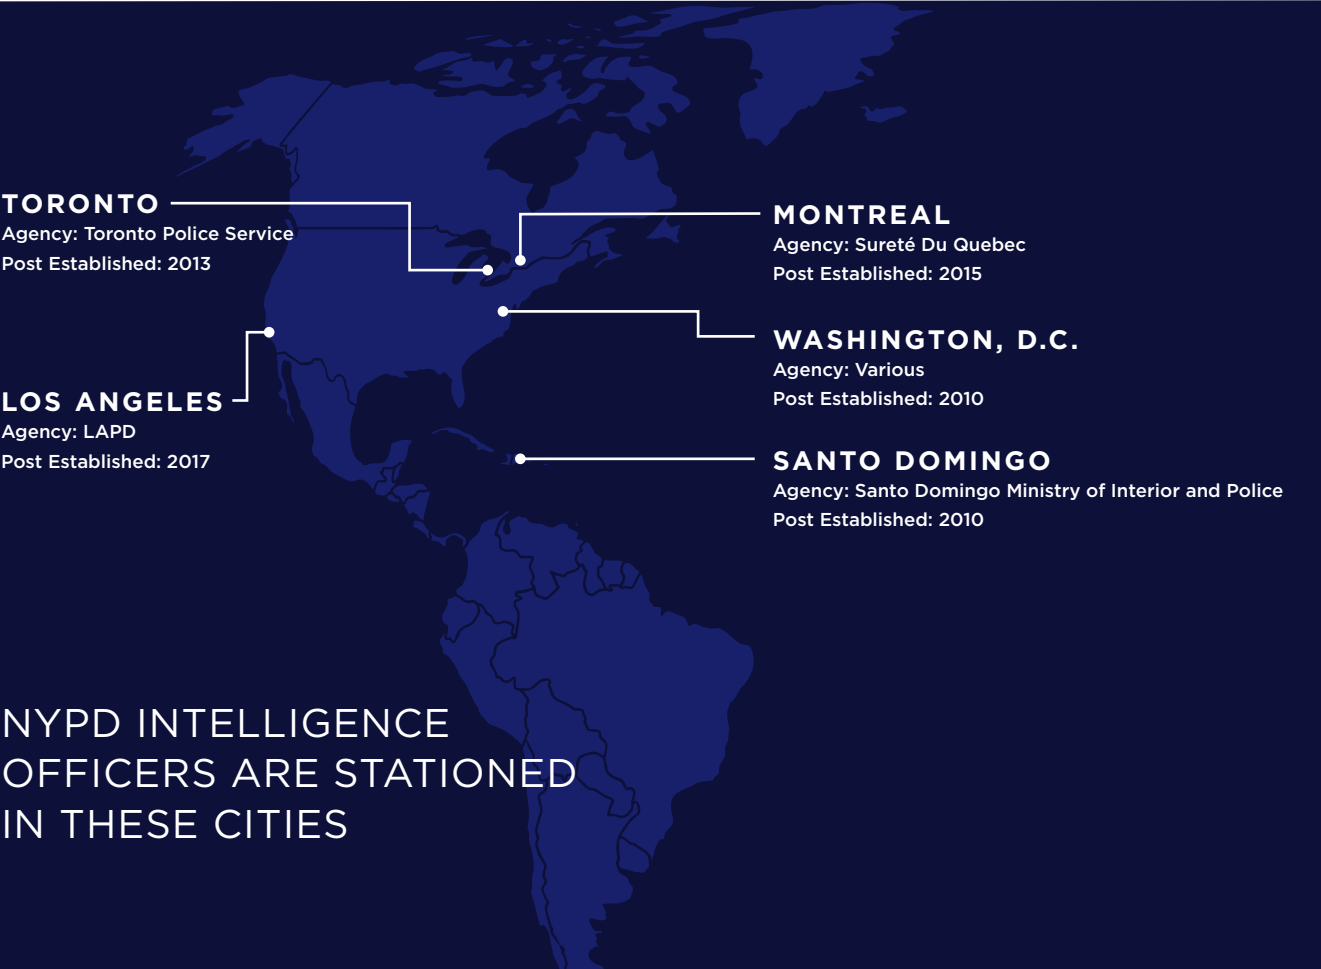 TORONTO
Agency: Toronto Police Service
Post Established: 2013
LOS ANGELES
Agency: LAPD
Post Established: 2017
MONTREAL
Agency: Sureté Du Quebec
Post Established: 2015
WASHINGTON, D.C.
Agency: Various
Post Established: 2010
SANTO DOMINGO
Agency: Santo Domingo Ministry of Interior and Police
Post Established: 2010
NYPD INTELLIGENCE
OFFICERS ARE STATIONED
IN THESE CITIES